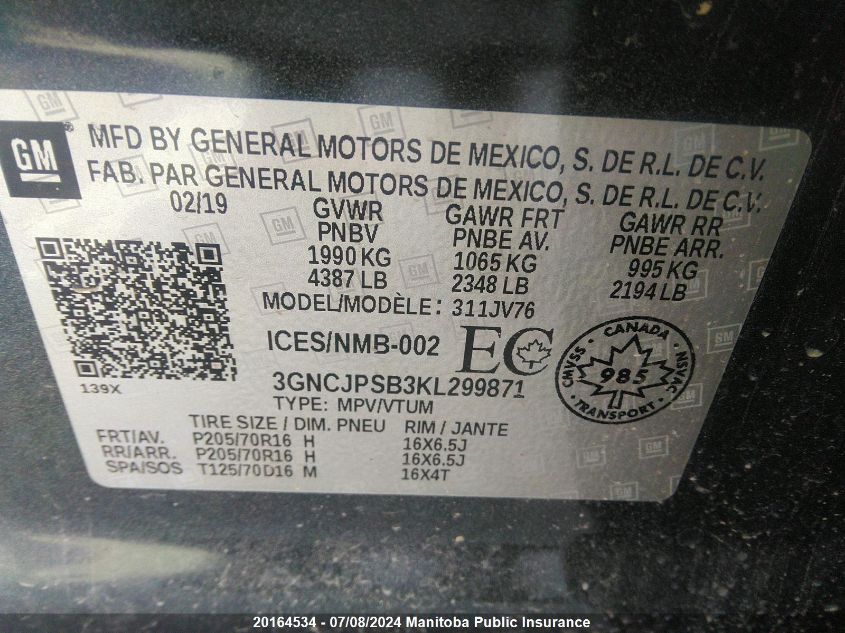 GM
MFD BY GENERAL MOTORS DE MEXICO, S. DE R.L. DE C.V.
FAB. PAR GENERAL MOTORS DE MEXICO, S. DE R.L. DE C.V.
02/19 GVWR GAWR FRT GAWR RR
PNBV PNBE AV. PNBE ARR.
1990 KG 1065 KG 995 KG
4387 LB 2348 LB 2194 LB
MODEL/MODÈLE: 311JV76
ICES/NMB-002 EC
139X
3GNCJPSB3KL299871
TYPE: MPV/VTUM
CANADA
CMVSS 985 NSVAC
TRANSPORT
TIRE SIZE / DIM. PNEU RIM / JANTE
FRT/AV. P205/70R16 H 16X6.5J
RR/ARR. P205/70R16 H 16X6.5J
SPA/SOS T125/70D16 M 16X4T
20164534 - 07/08/2024 Manitoba Public Insurance